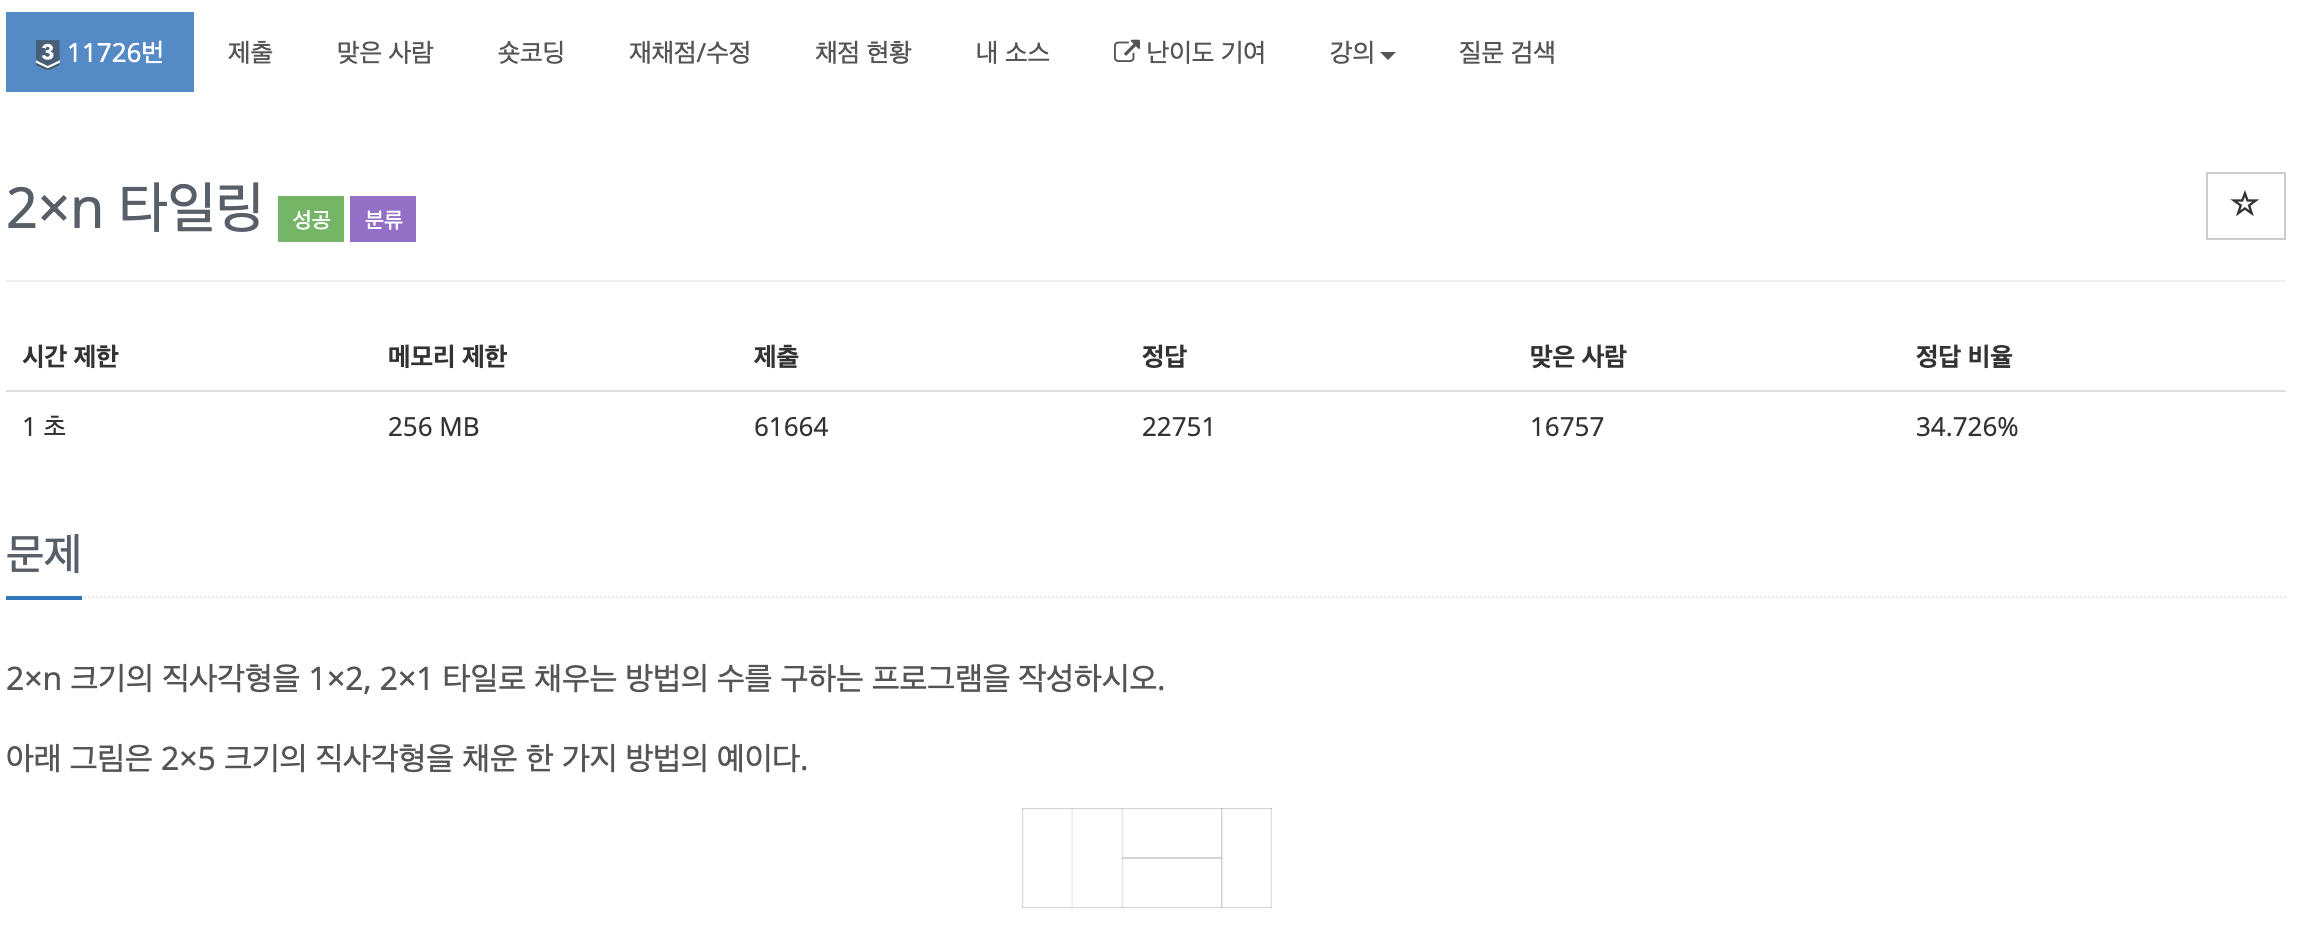 3 11726번 제출 맞은 사람 숏코딩 재채점/수정 채점 현황 내 소스 난이도 기여 강의 질문 검색
2×n 타일링 성공 분류
시간 제한 메모리 제한 제출 정답 맞은 사람 정답 비율
1 초 256 MB 61664 22751 16757 34.726%
문제
2×n 크기의 직사각형을 1×2, 2×1 타일로 채우는 방법의 수를 구하는 프로그램을 작성하시오.
아래 그림은 2×5 크기의 직사각형을 채운 한 가지 방법의 예이다.